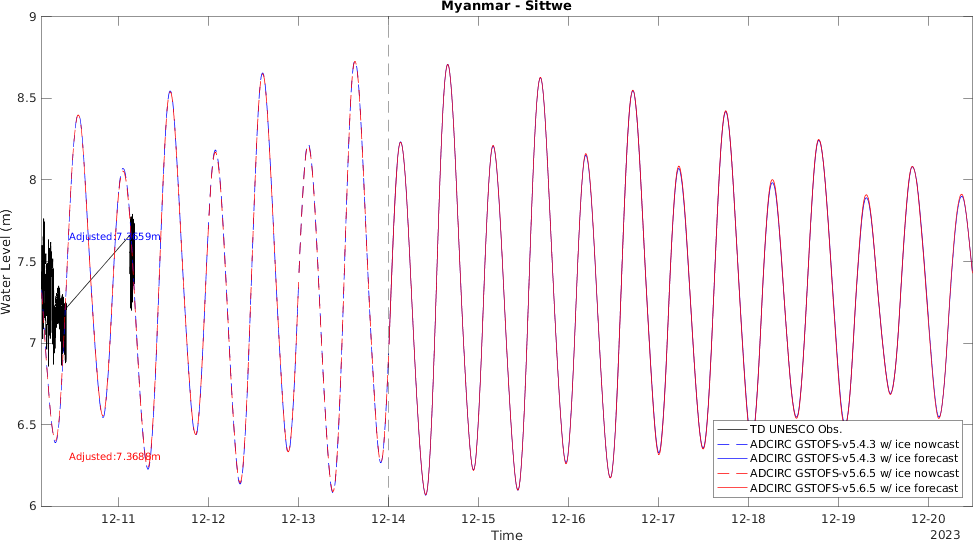 Myanmar - Sittwe
9
8.5
8
7.5
7
6.5
6
Water Level (m)
Adjusted:7.3659m
Adjusted:7.3688m
TD UNESCO Obs.
ADCIRC GSTOFS-v5.4.3 w/ ice nowcast
ADCIRC GSTOFS-v5.4.3 w/ ice forecast
ADCIRC GSTOFS-v5.6.5 w/ ice nowcast
ADCIRC GSTOFS-v5.6.5 w/ ice forecast
12-11 12-12 12-13 12-14 12-15 12-16 12-17 12-18 12-19 12-20
Time
2023